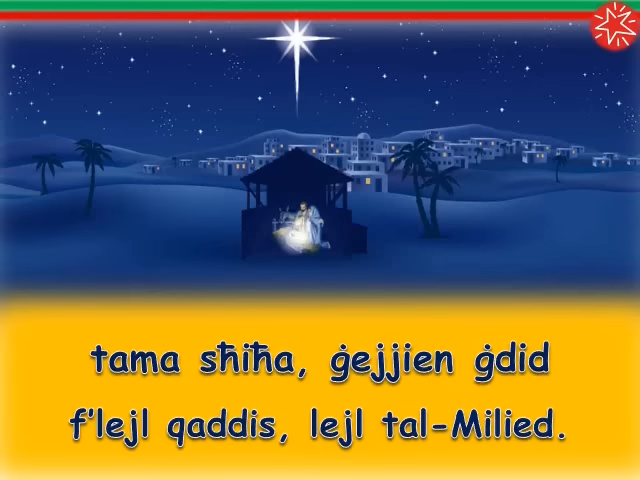 tama sħiħa, ġejjien ġdid
f'lejl qaddis, lejl tal-Milied.